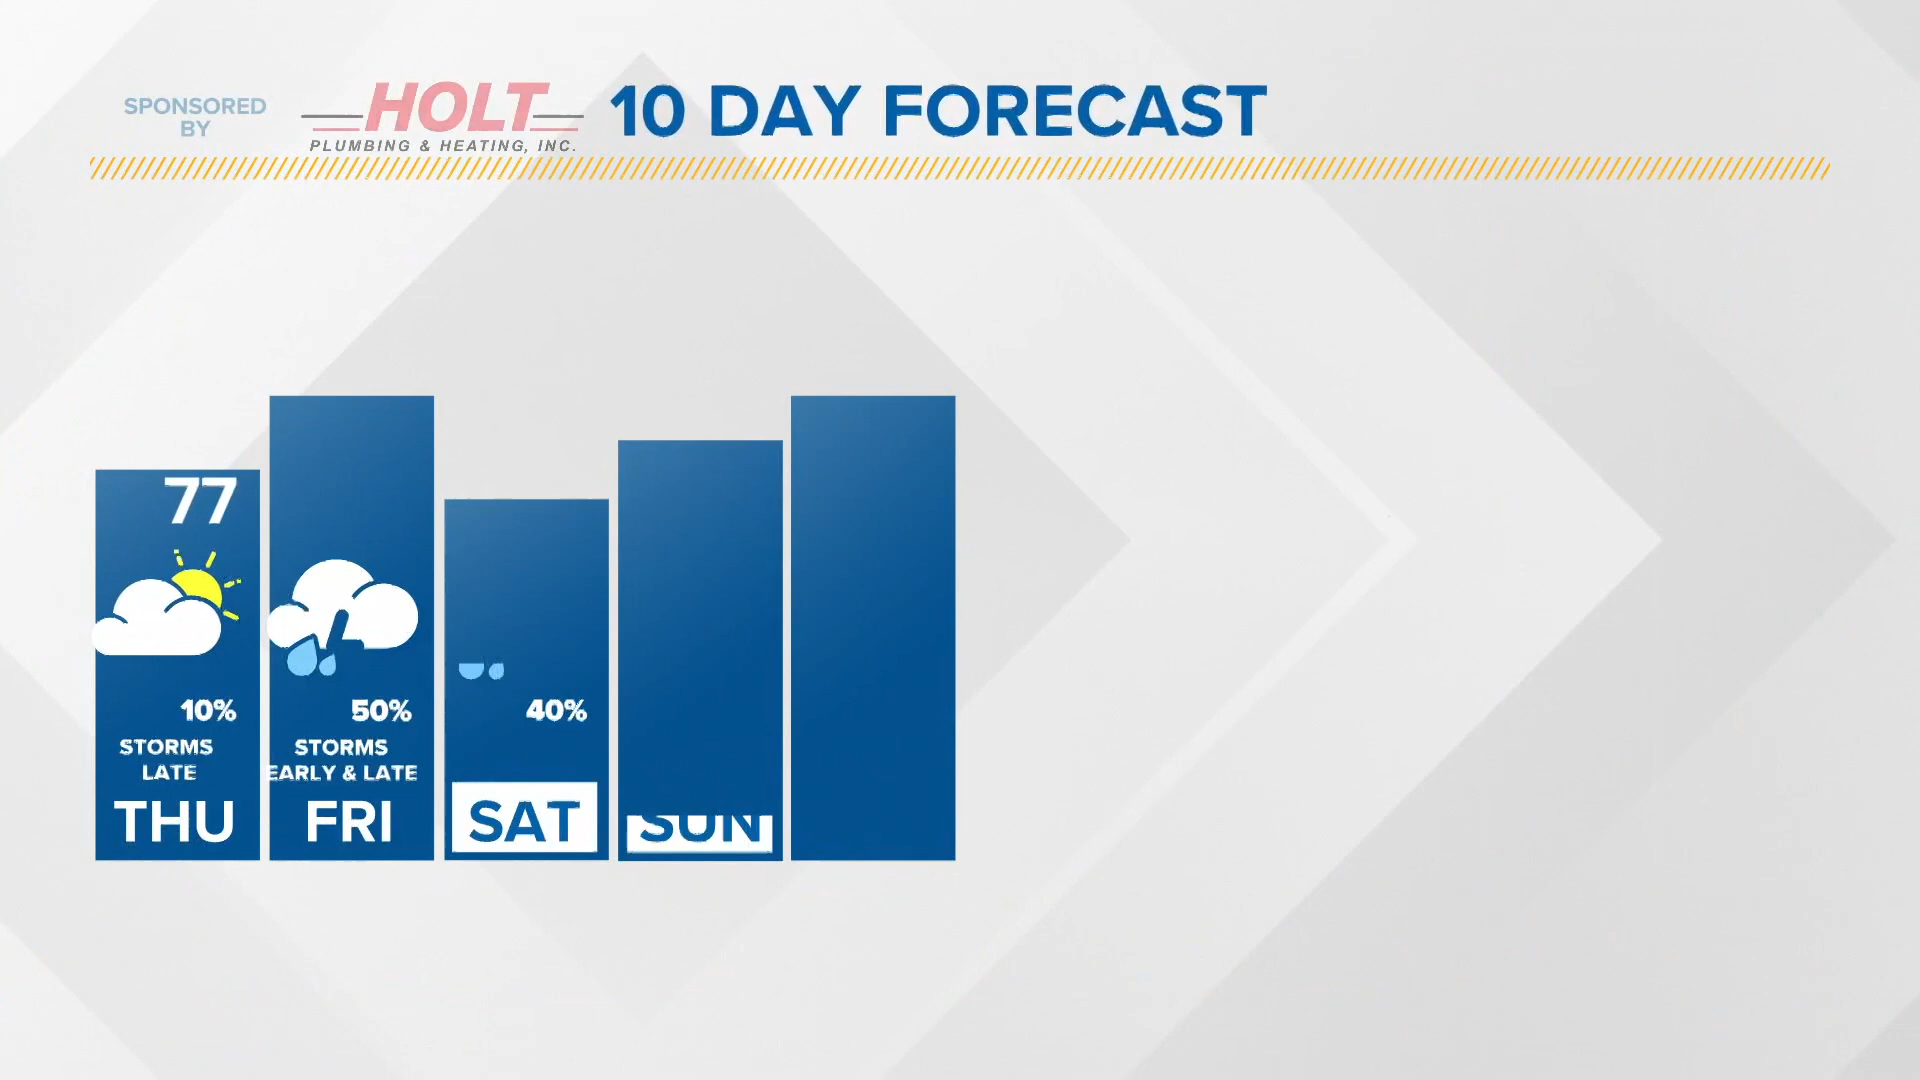 SPONSORED
BY
HOLT
PLUMBING & HEATING, INC.
10 DAY FORECAST
77
10%
STORMS
LATE
THU
50%
STORMS
EARLY & LATE
FRI
40%
SAT
SUN